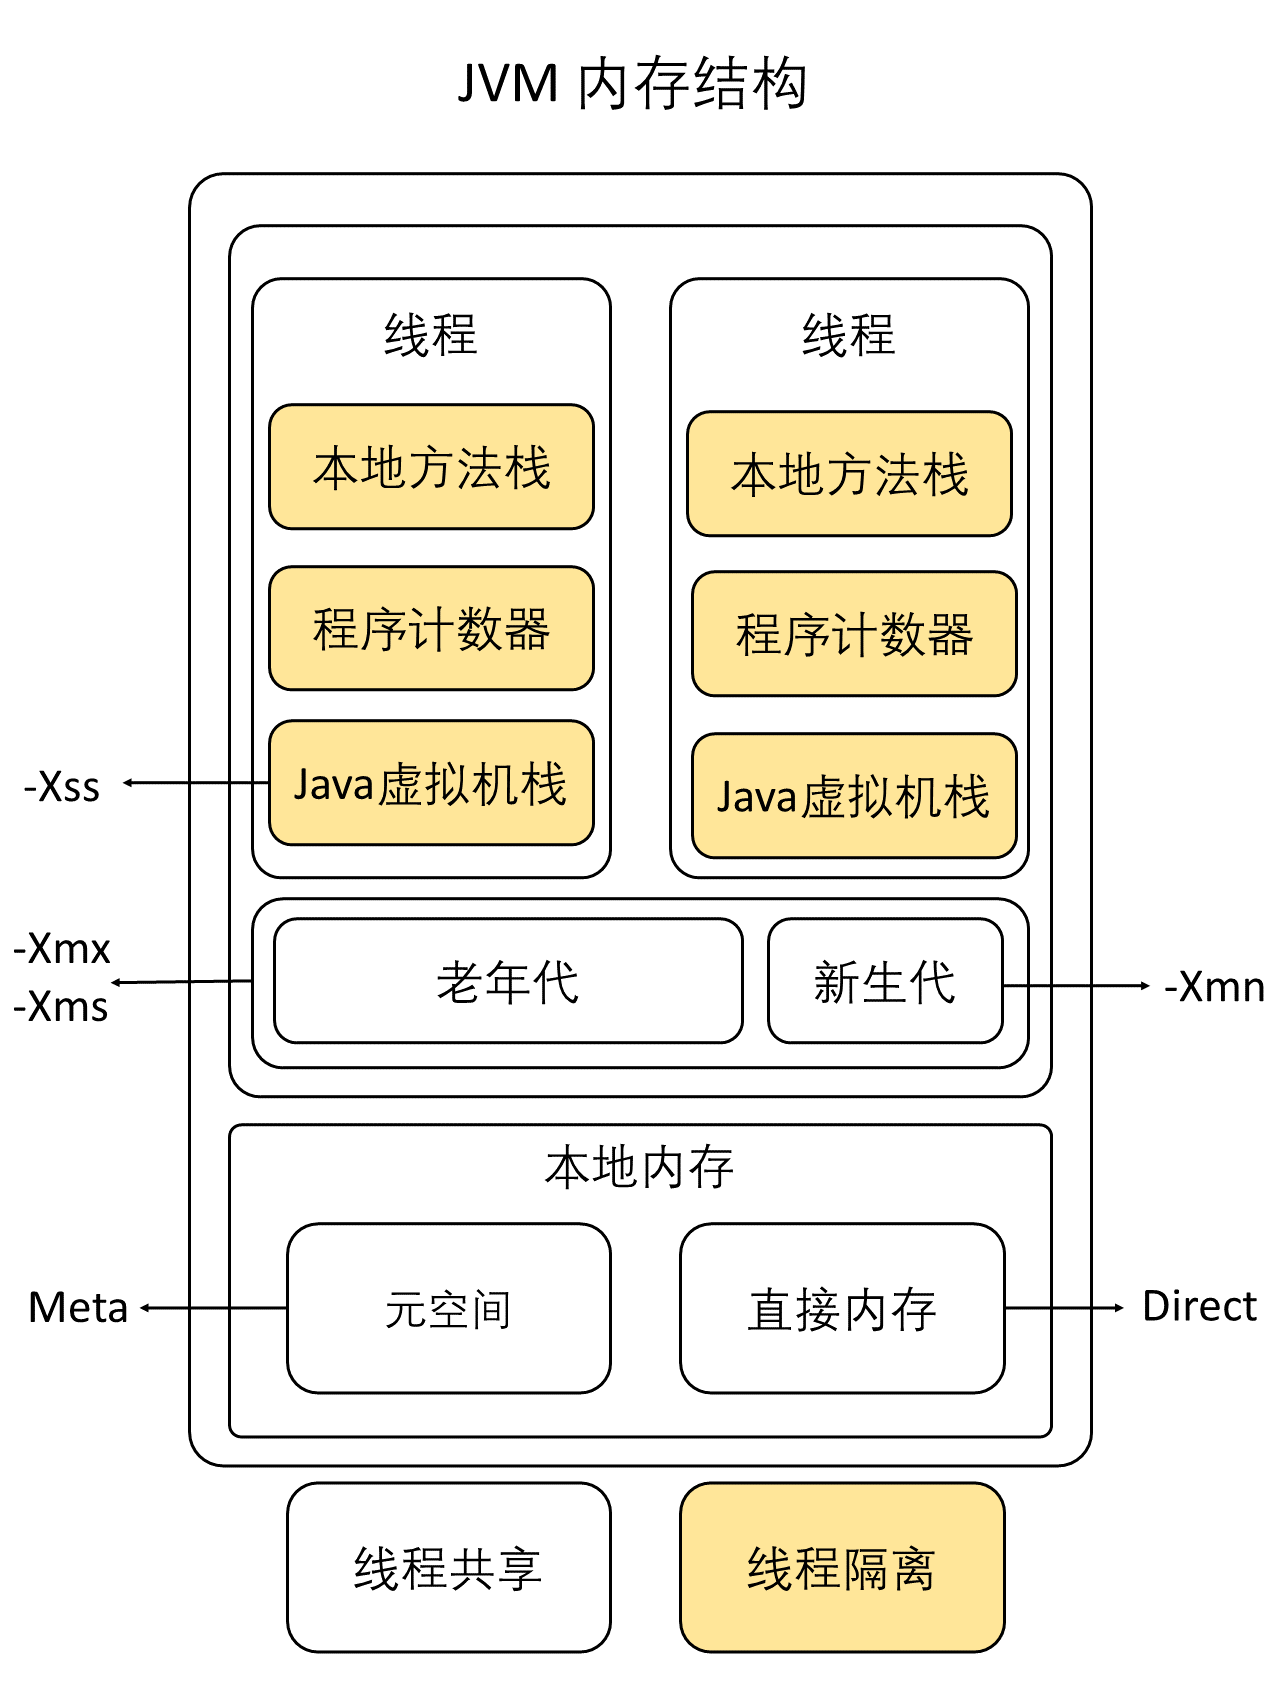 JVM 内存结构
线程
线程
本地方法栈
本地方法栈
程序计数器
程序计数器
-Xss
Java虚拟机栈
Java虚拟机栈
-Xmx
-Xms
老年代
新生代
-Xmn
本地内存
Meta
元空间
直接内存
Direct
线程共享
线程隔离